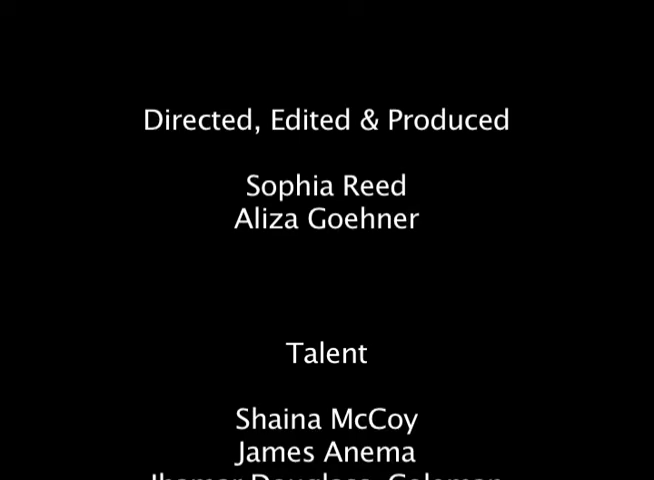 Directed, Edited & Produced
Sophia Reed
Aliza Goehner
Talent
Shaina McCoy
James Anema